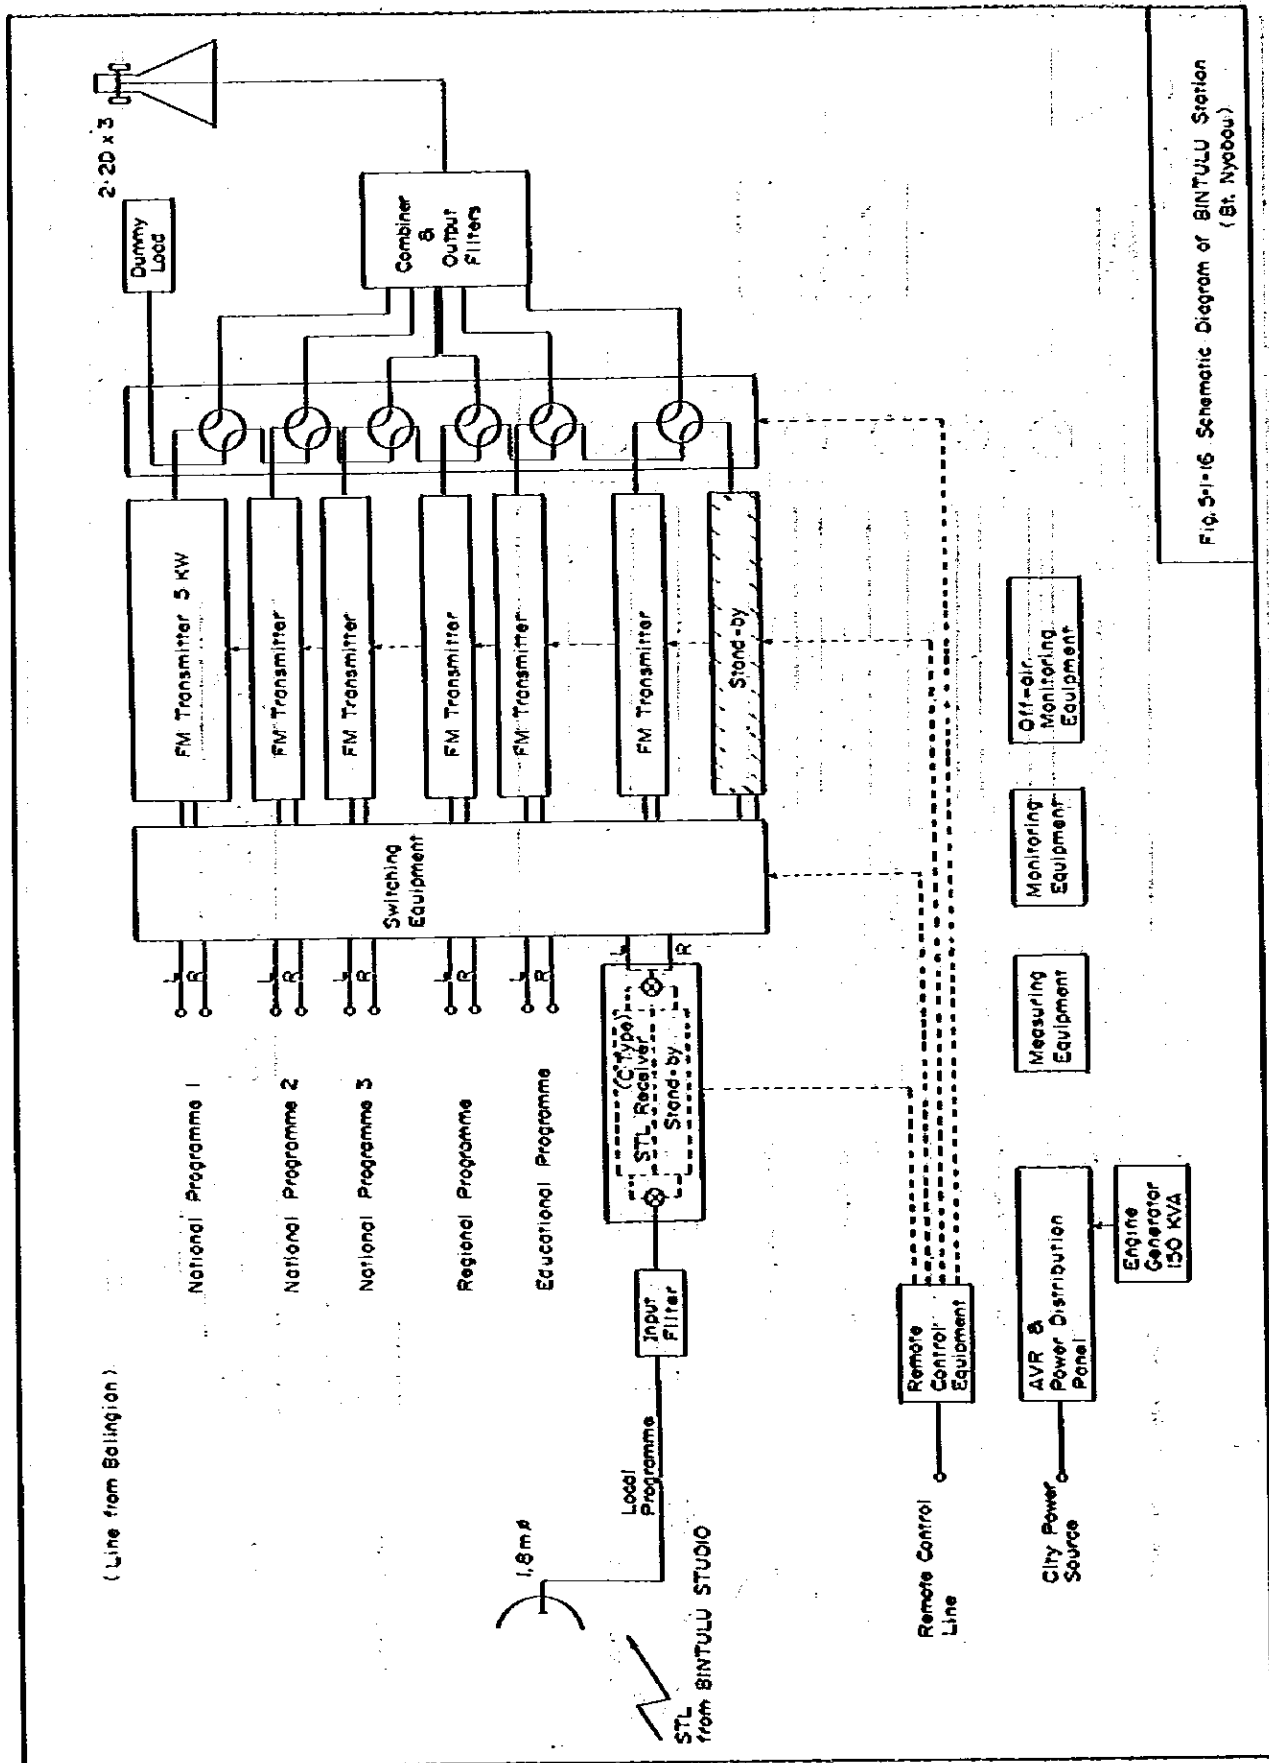 (Line from Balingian)
National Programme 1
National Programme 2
National Programme 3
Regional Programme
Educational Programme
L
R
L
R
L
R
L
R
L
R
L
R
Switching
Equipment
FM Transmitter 5 KW
FM Transmitter
FM Transmitter
FM Transmitter
FM Transmitter
FM Transmitter
Stand-by
Dummy
Load
2·2D x 3
Combiner
&
Output
Filters
1.8mø
STL
from BINTULU STUDIO
Local
Programme
Input
Filter
(C Type)
STL Receiver
Stand-by
Remote Control
Line
Remote
Control
Equipment
City Power
Source
AVR &
Power Distribution
Panel
Engine
Generator
150 KVA
Measuring
Equipment
Monitoring
Equipment
Off-air
Monitoring
Equipment
Fig. 5-1-16 Schematic Diagram of BINTULU Station
(Bt. Nyabau)